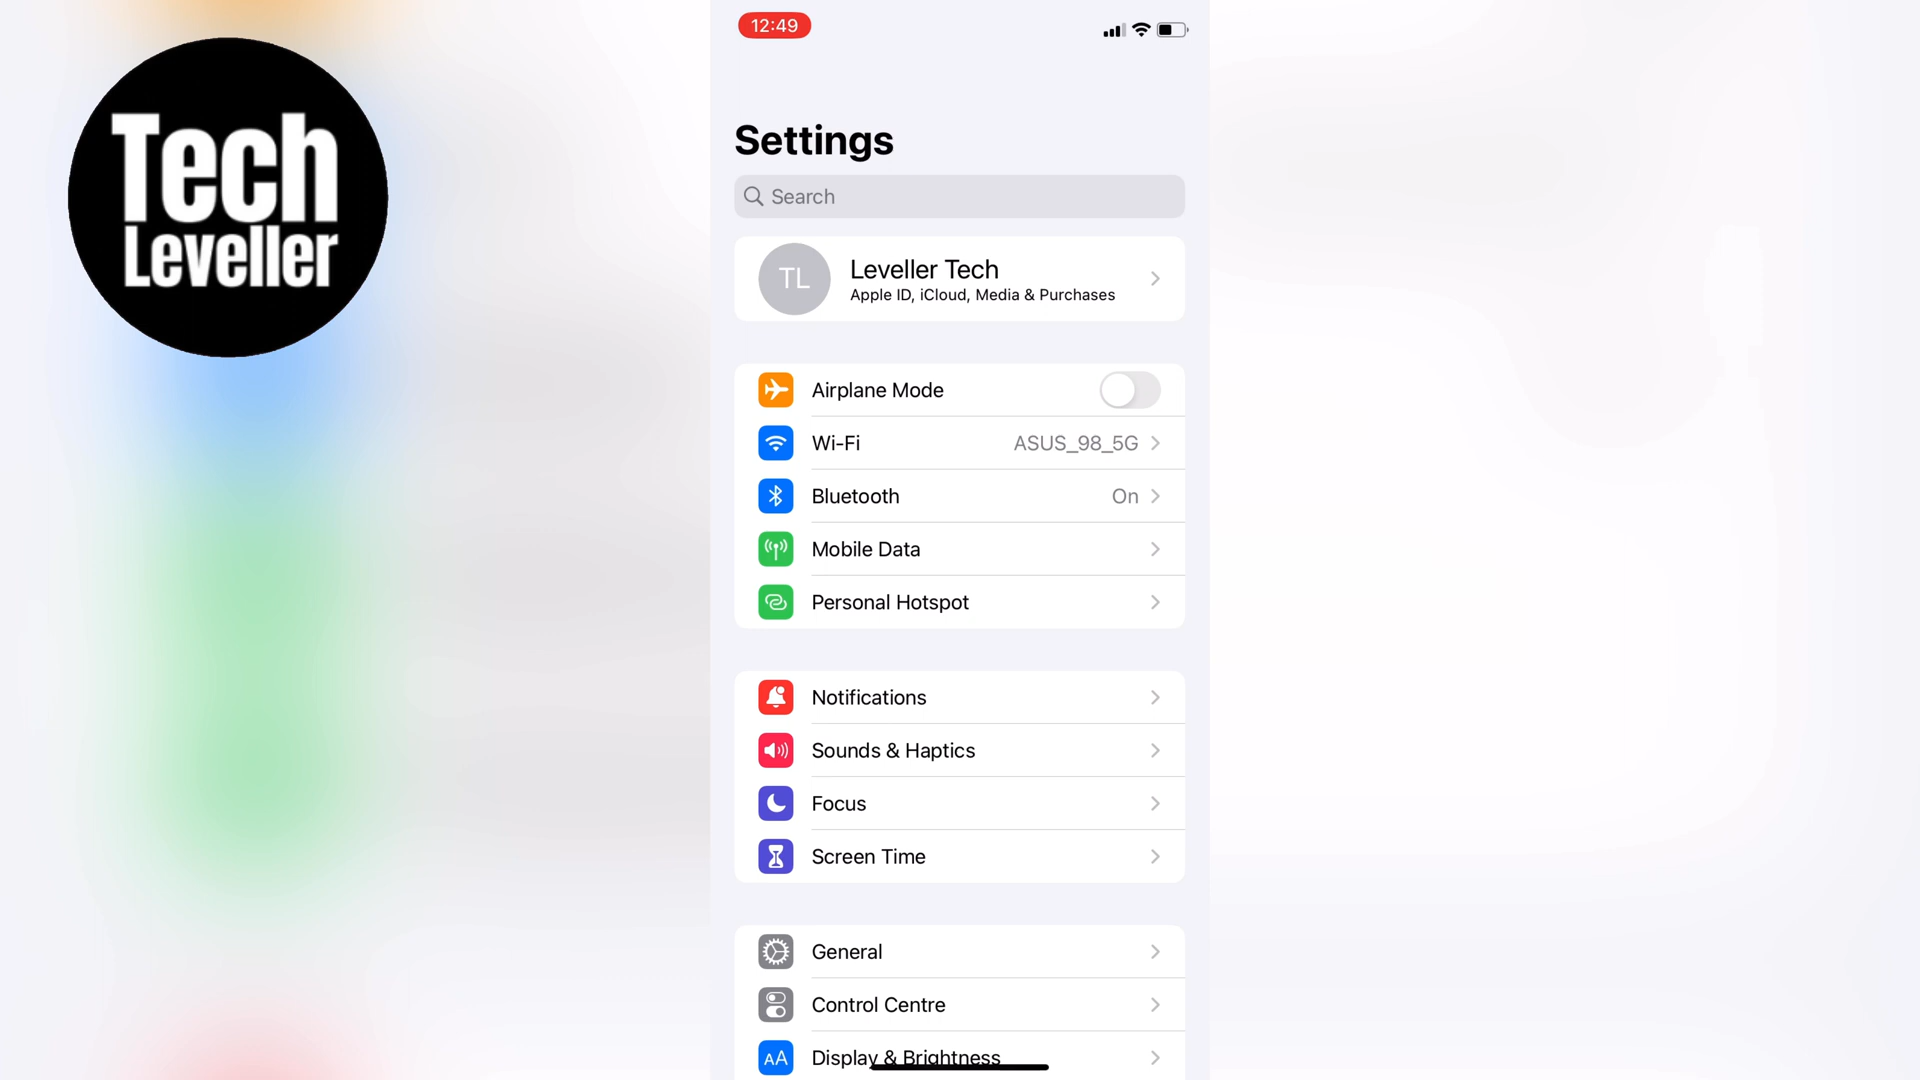 Tech
Leveller
12:49
Settings
Search
TL
Leveller Tech
Apple ID, iCloud, Media & Purchases
Airplane Mode
Wi-Fi ASUS_98_5G
Bluetooth On
Mobile Data
Personal Hotspot
Notifications
Sounds & Haptics
Focus
Screen Time
General
Control Centre
AA Display & Brightness